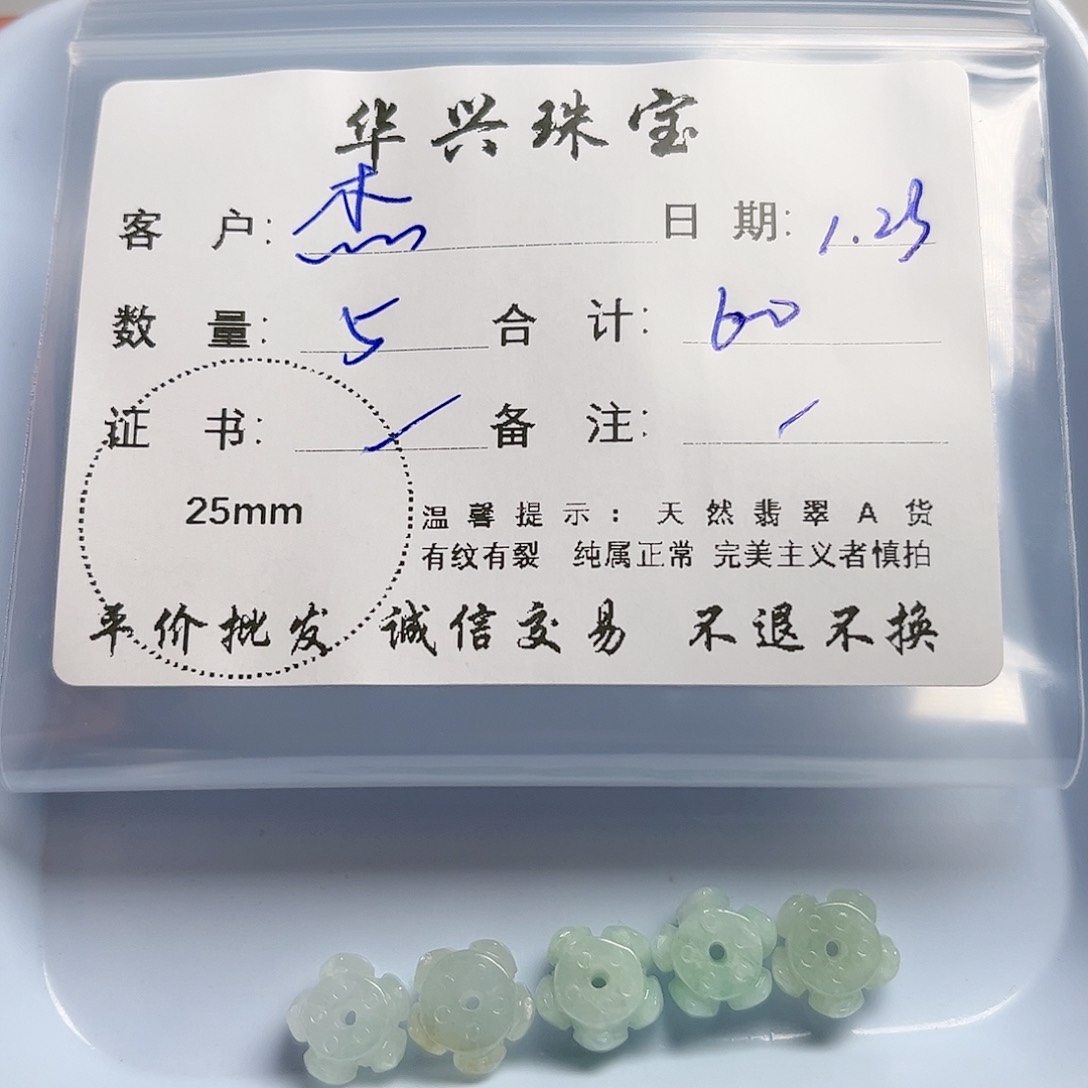 华兴珠宝
客户: 杰 日期: 1.25
数量: 5 合计: 60
证书: / 备注: /
25mm
温馨提示: 天然翡翠A货
有纹有裂 纯属正常 完美主义者慎拍
平价批发 诚信交易 不退不换